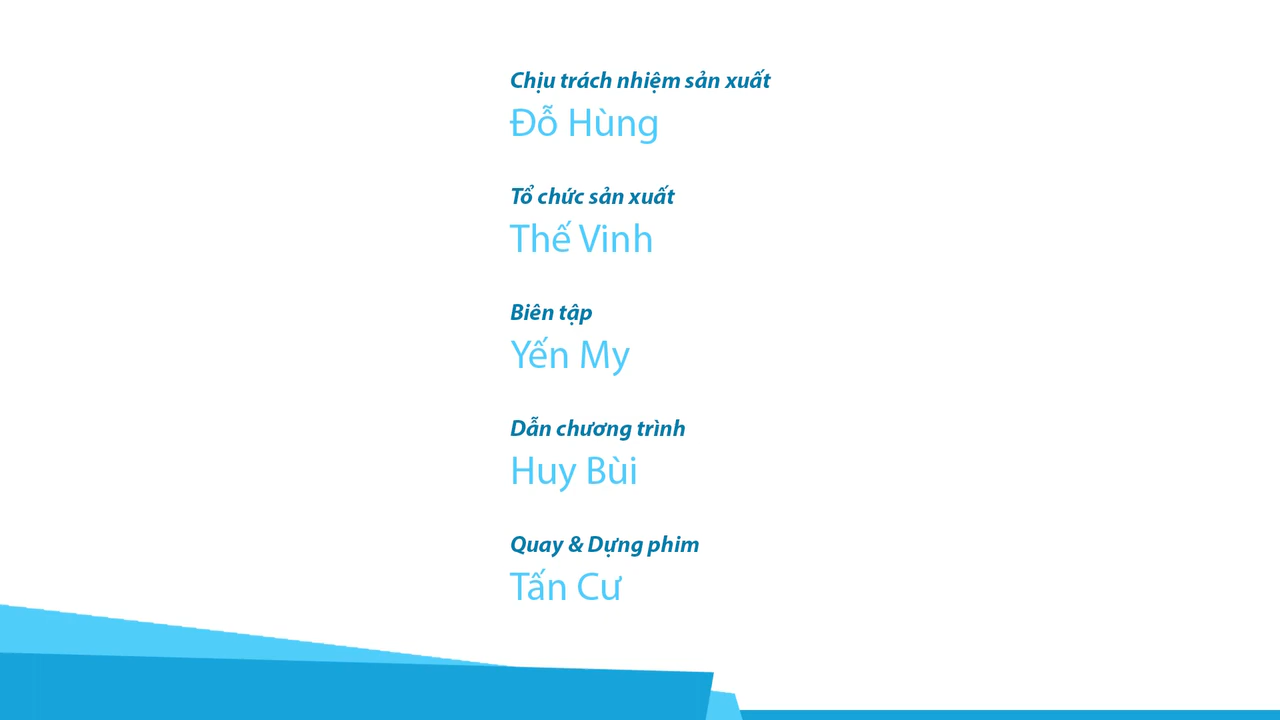 Chịu trách nhiệm sản xuất
Đỗ Hùng
Tổ chức sản xuất
Thế Vinh
Biên tập
Yến My
Dẫn chương trình
Huy Bùi
Quay & Dựng phim
Tấn Cư